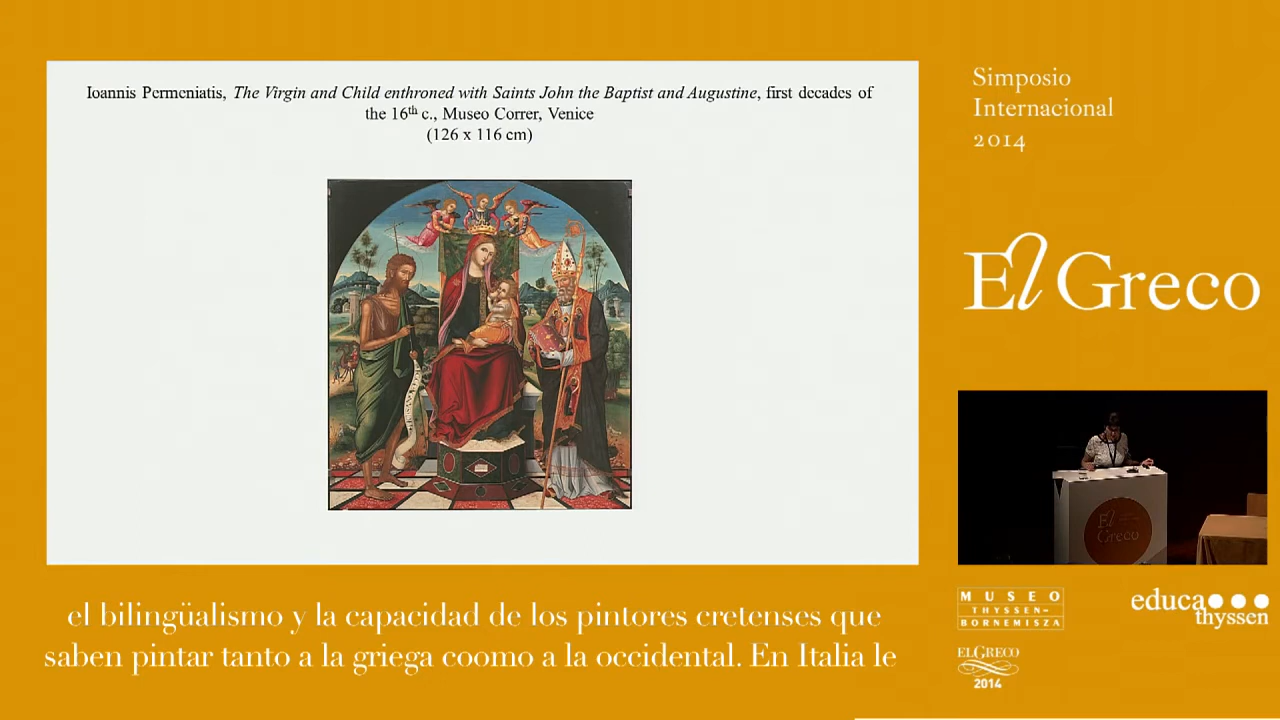 Ioannis Permeniatis, The Virgin and Child enthroned with Saints John the Baptist and Augustine, first decades of
the 16th c., Museo Correr, Venice
(126 x 116 cm)
Simposio
Internacional
2014
El Greco
El
Greco
el bilingüalismo y la capacidad de los pintores cretenses que
saben pintar tanto a la griega coomo a la occidental. En Italia le
MUSEO
THYSSEN-
BORNEMISZA
educa
thyssen
ELGRECO
2014